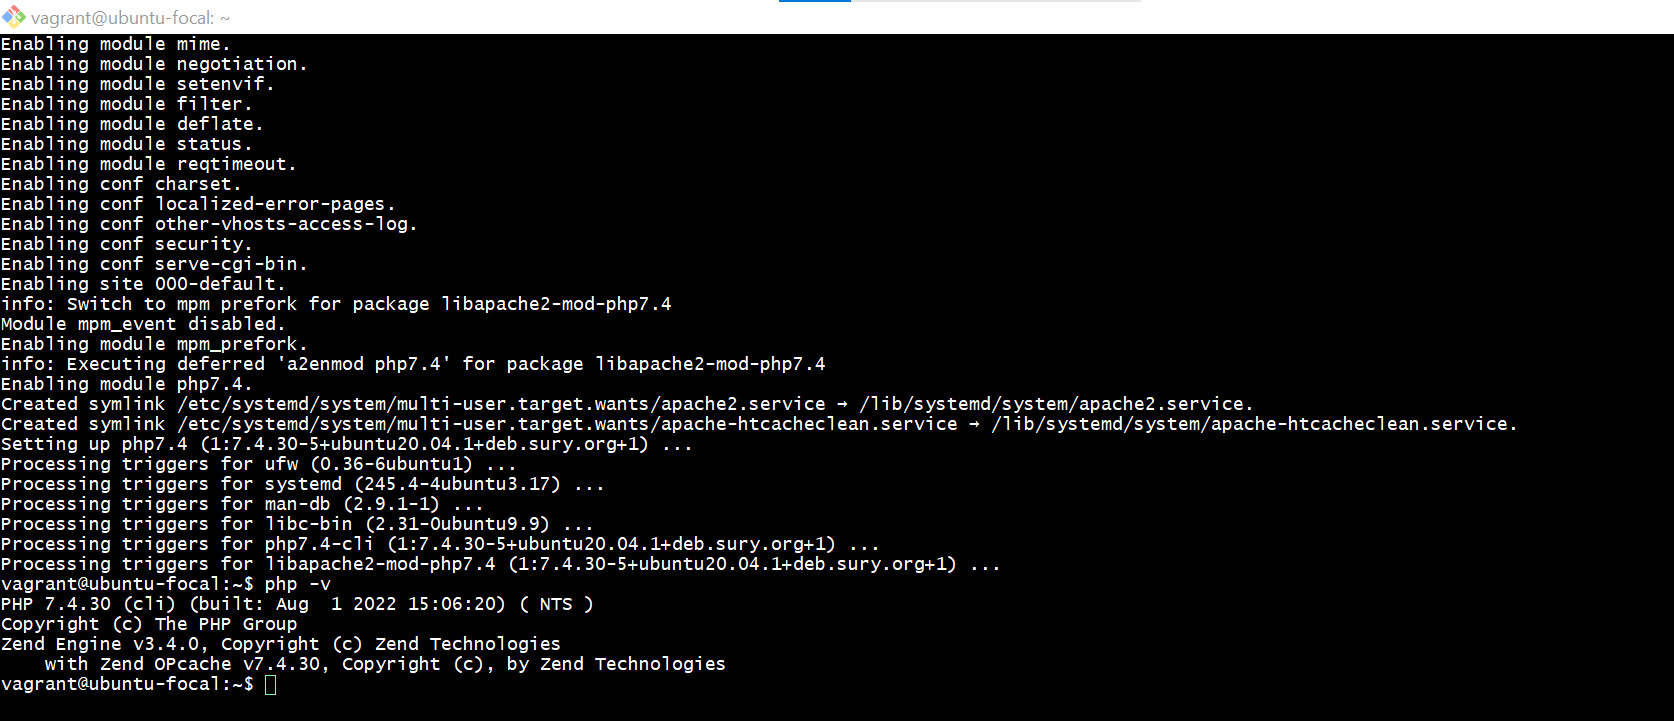 vagrant@ubuntu-focal: ~
Enabling module mime.
Enabling module negotiation.
Enabling module setenvif.
Enabling module filter.
Enabling module deflate.
Enabling module status.
Enabling module reqtimeout.
Enabling conf charset.
Enabling conf localized-error-pages.
Enabling conf other-vhosts-access-log.
Enabling conf security.
Enabling conf serve-cgi-bin.
Enabling site 000-default.
info: Switch to mpm prefork for package libapache2-mod-php7.4
Module mpm_event disabled.
Enabling module mpm_prefork.
info: Executing deferred 'a2enmod php7.4' for package libapache2-mod-php7.4
Enabling module php7.4.
Created symlink /etc/systemd/system/multi-user.target.wants/apache2.service → /lib/systemd/system/apache2.service.
Created symlink /etc/systemd/system/multi-user.target.wants/apache-htcacheclean.service → /lib/systemd/system/apache-htcacheclean.service.
Setting up php7.4 (1:7.4.30-5+ubuntu20.04.1+deb.sury.org+1) ...
Processing triggers for ufw (0.36-6ubuntu1) ...
Processing triggers for systemd (245.4-4ubuntu3.17) ...
Processing triggers for man-db (2.9.1-1) ...
Processing triggers for libc-bin (2.31-0ubuntu9.9) ...
Processing triggers for php7.4-cli (1:7.4.30-5+ubuntu20.04.1+deb.sury.org+1) ...
Processing triggers for libapache2-mod-php7.4 (1:7.4.30-5+ubuntu20.04.1+deb.sury.org+1) ...
vagrant@ubuntu-focal:~$ php -v
PHP 7.4.30 (cli) (built: Aug  1 2022 15:06:20) ( NTS )
Copyright (c) The PHP Group
Zend Engine v3.4.0, Copyright (c) Zend Technologies
    with Zend OPcache v7.4.30, Copyright (c), by Zend Technologies
vagrant@ubuntu-focal:~$